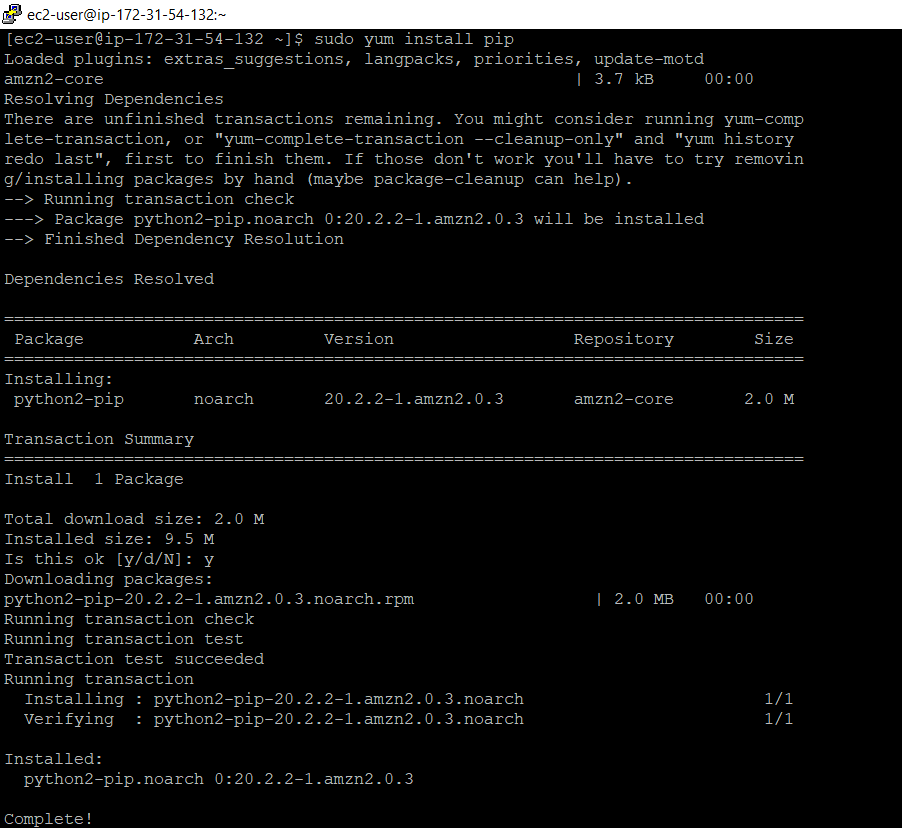 ec2-user@ip-172-31-54-132:~
[ec2-user@ip-172-31-54-132 ~]$ sudo yum install pip
Loaded plugins: extras_suggestions, langpacks, priorities, update-motd
amzn2-core                                               | 3.7 kB     00:00
Resolving Dependencies
There are unfinished transactions remaining. You might consider running yum-comp
lete-transaction, or "yum-complete-transaction --cleanup-only" and "yum history
redo last", first to finish them. If those don't work you'll have to try removin
g/installing packages by hand (maybe package-cleanup can help).
--> Running transaction check
---> Package python2-pip.noarch 0:20.2.2-1.amzn2.0.3 will be installed
--> Finished Dependency Resolution
Dependencies Resolved
================================================================================
 Package           Arch         Version                  Repository        Size
================================================================================
Installing:
 python2-pip       noarch       20.2.2-1.amzn2.0.3       amzn2-core       2.0 M
Transaction Summary
================================================================================
Install  1 Package
Total download size: 2.0 M
Installed size: 9.5 M
Is this ok [y/d/N]: y
Downloading packages:
python2-pip-20.2.2-1.amzn2.0.3.noarch.rpm                  | 2.0 MB   00:00
Running transaction check
Running transaction test
Transaction test succeeded
Running transaction
  Installing : python2-pip-20.2.2-1.amzn2.0.3.noarch                        1/1
  Verifying  : python2-pip-20.2.2-1.amzn2.0.3.noarch                        1/1
Installed:
  python2-pip.noarch 0:20.2.2-1.amzn2.0.3
Complete!